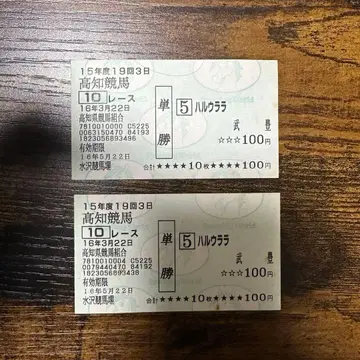 15年度19回3日
高知競馬
10 レース
16年3月22日
高知県競馬組合
7810010000 C5225
0063150470 84193
1823056893496
有効期限
16年5月22日
水沢競馬場
単勝
5 ハルウララ
武 豊
☆☆☆100円
合計★★★★10枚★★★★100円
15年度19回3日
高知競馬
10 レース
16年3月22日
高知県競馬組合
7810010004 C5225
0079440470 84192
1823056893438
有効期限
16年5月22日
水沢競馬場
単勝
5 ハルウララ
武 豊
☆☆☆100円
合計★★★★10枚★★★★100円